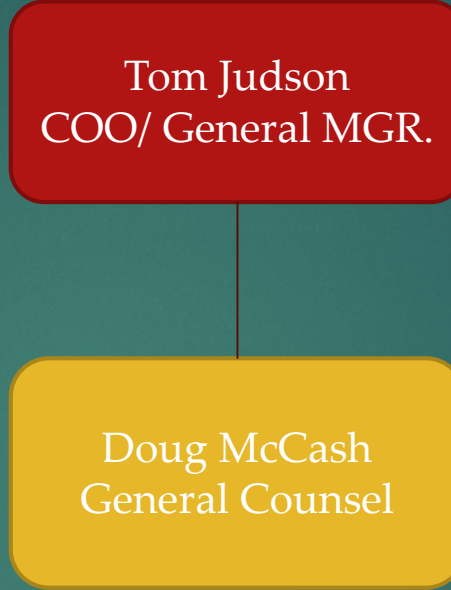 Tom Judson
COO/ General MGR.
Doug McCash
General Counsel